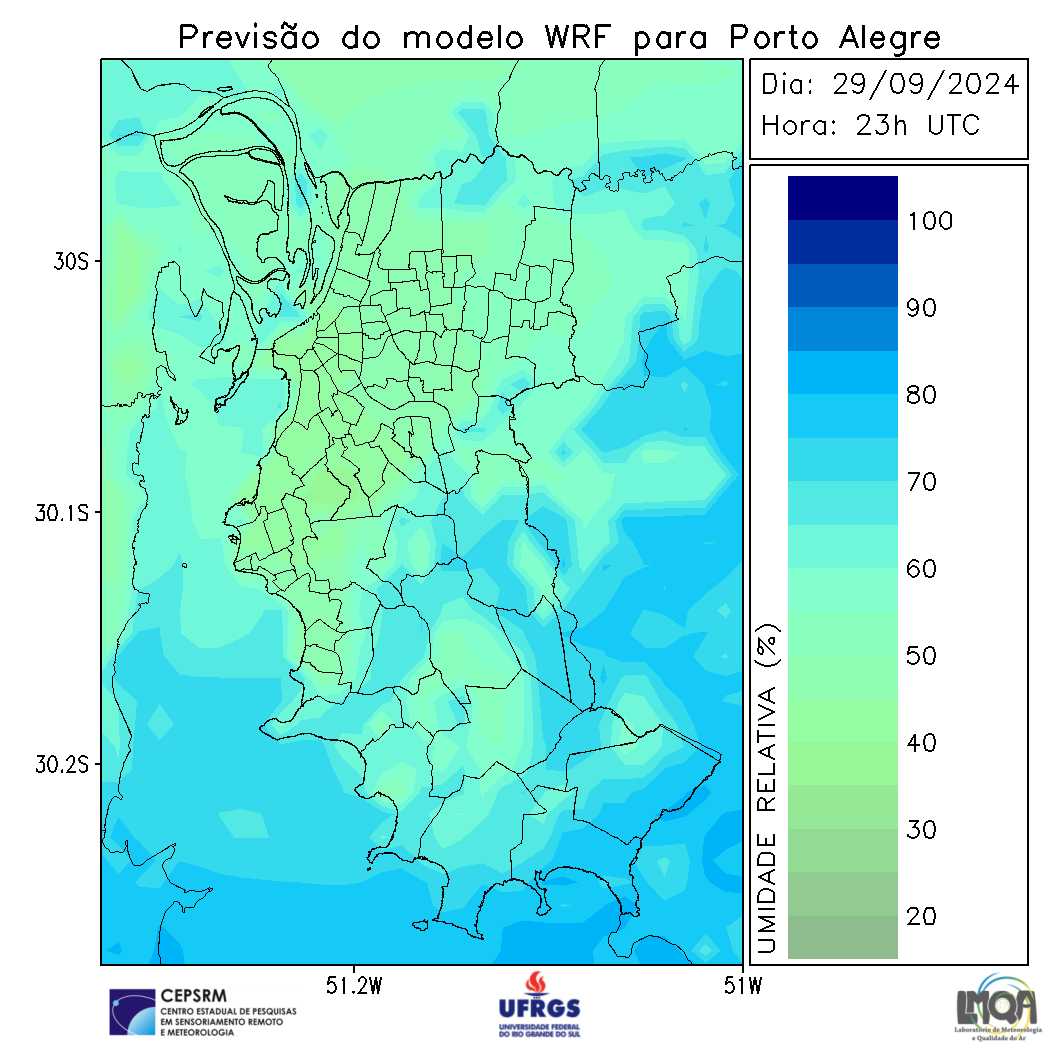 Previsão do modelo WRF para Porto Alegre
Dia: 29/09/2024
Hora: 23h UTC
30S
30.1S
30.2S
51.2W
51W
100
90
80
70
60
50
40
30
20
UMIDADE RELATIVA (%)
CEPSRM
CENTRO ESTADUAL DE PESQUISAS
EM SENSORIAMENTO REMOTO
E METEOROLOGIA
UFRGS
UNIVERSIDADE FEDERAL
DO RIO GRANDE DO SUL
LMQA
Laboratório de Meteorologia
e Qualidade do Ar